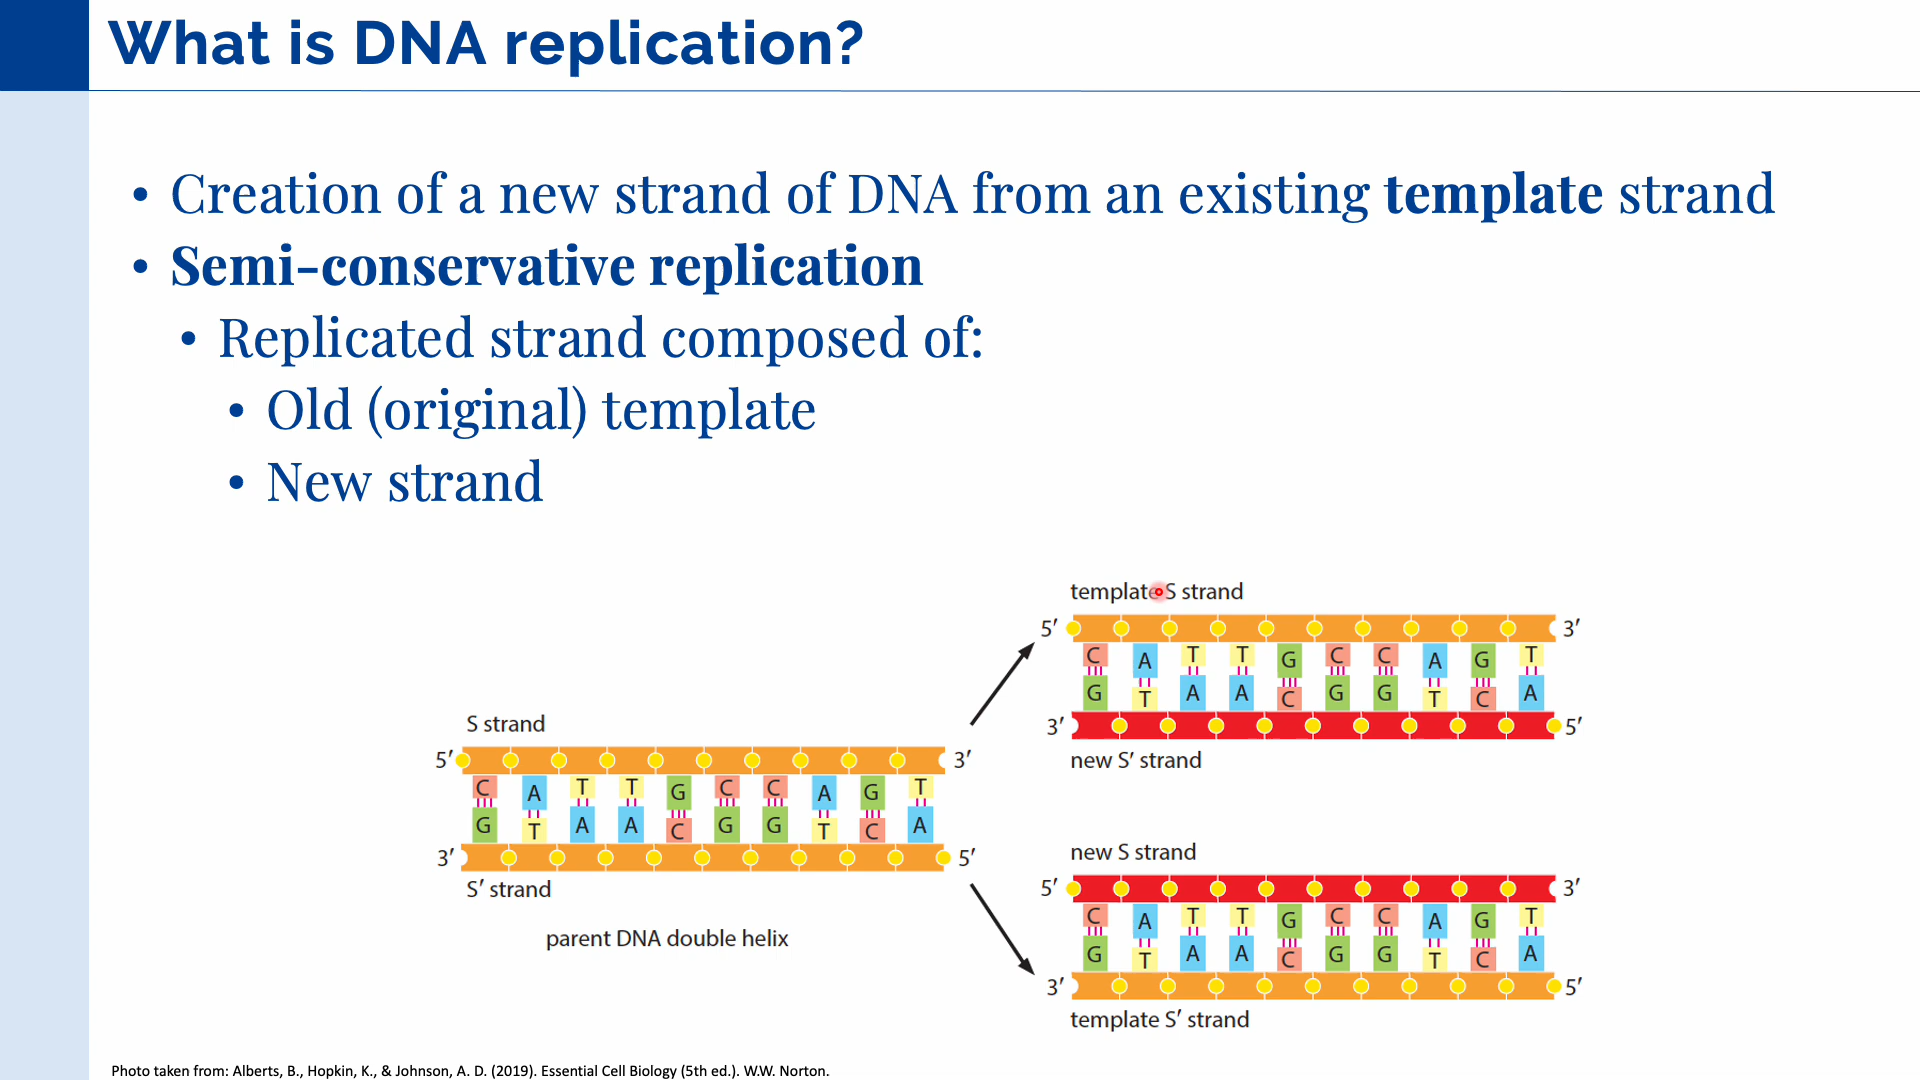 What is DNA replication?
• Creation of a new strand of DNA from an existing template strand
• Semi-conservative replication
• Replicated strand composed of:
• Old (original) template
• New strand
template S strand
5′ 3′
C A T T G C C A G T
G T A A C G G T C A
3′ 5′
new S′ strand
S strand
5′ 3′
C A T T G C C A G T
G T A A C G G T C A
3′ 5′
S′ strand
parent DNA double helix
new S strand
5′ 3′
C A T T G C C A G T
G T A A C G G T C A
3′ 5′
template S′ strand
Photo taken from: Alberts, B., Hopkin, K., & Johnson, A. D. (2019). Essential Cell Biology (5th ed.). W.W. Norton.